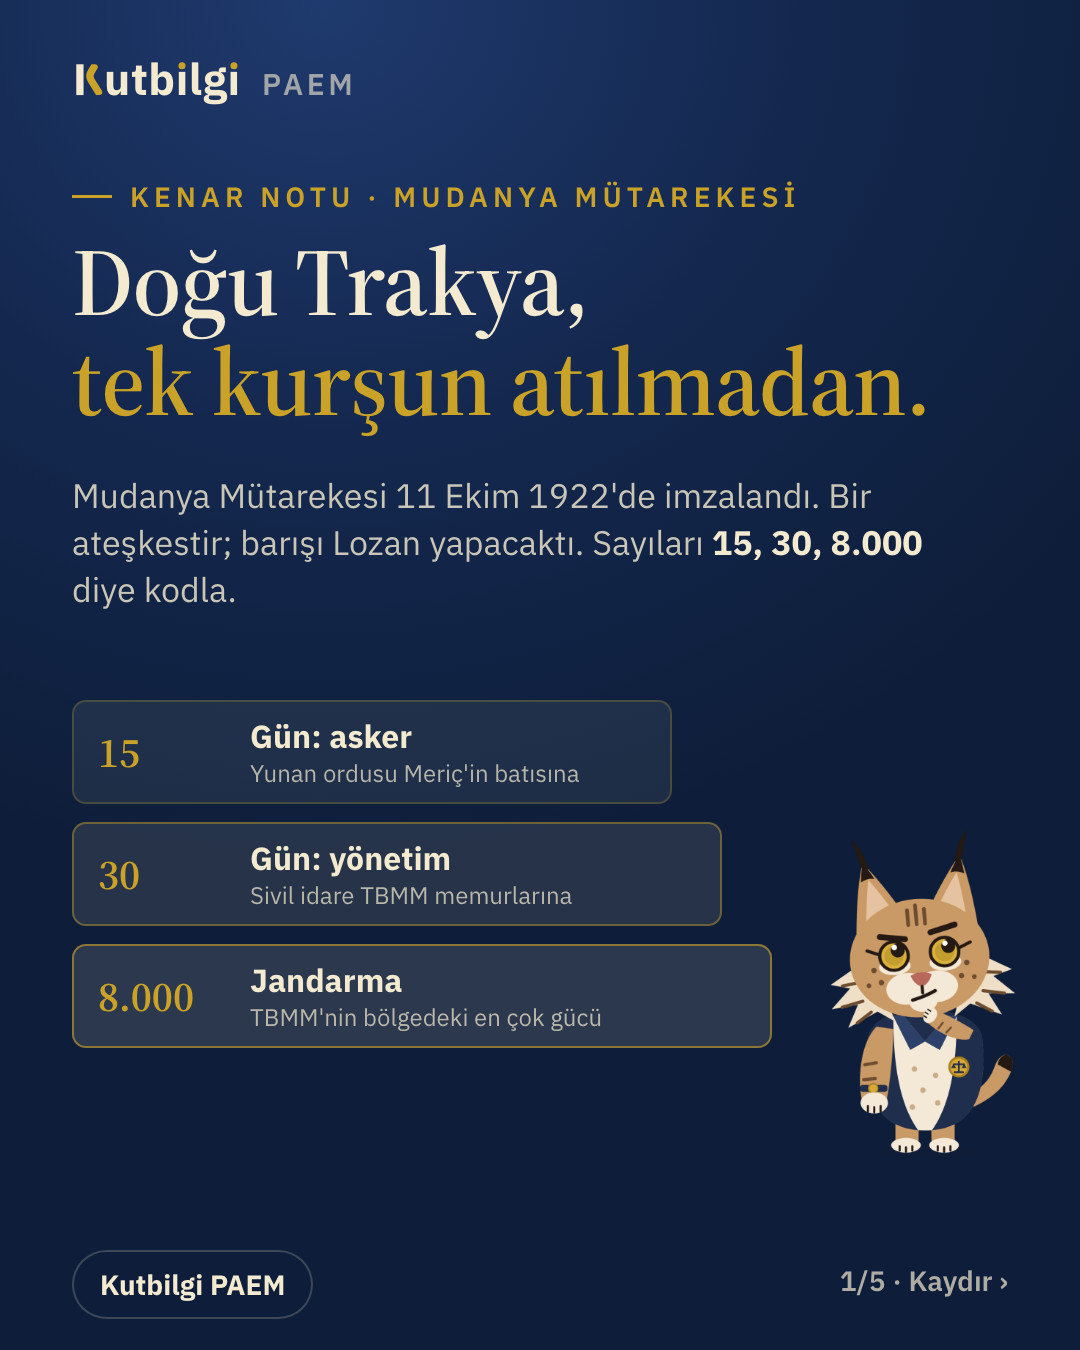 Kutbilgi PAEM
— KENAR NOTU · MUDANYA MÜTAREKESİ
Doğu Trakya,
tek kurşun atılmadan.
Mudanya Mütarekesi 11 Ekim 1922'de imzalandı. Bir
ateşkestir; barışı Lozan yapacaktı. Sayıları 15, 30, 8.000
diye kodla.
15
Gün: asker
Yunan ordusu Meriç'in batısına
30
Gün: yönetim
Sivil idare TBMM memurlarına
8.000
Jandarma
TBMM'nin bölgedeki en çok gücü
Kutbilgi PAEM
1/5 · Kaydır ›